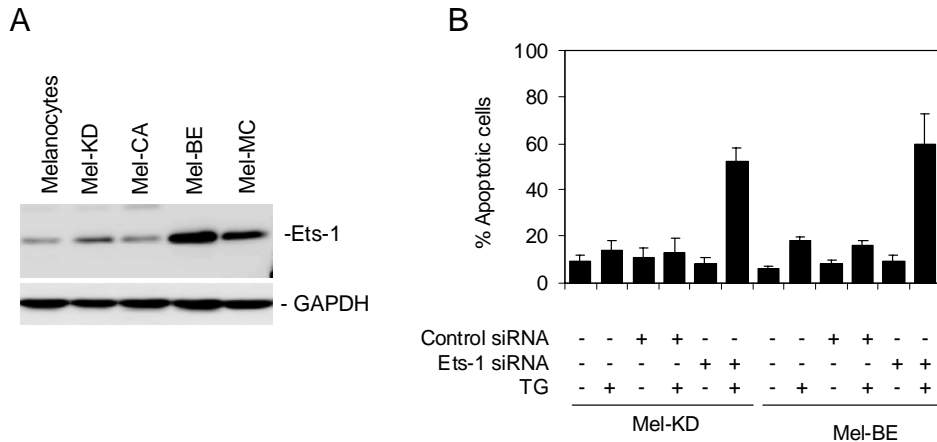 A
Melanocytes
Mel-KD
Mel-CA
Mel-BE
Mel-MC
-Ets-1
- GAPDH
B
% Apoptotic cells
100
80
60
40
20
0
Control siRNA - - + + - - - - + + - -
Ets-1 siRNA - - - - + + - - - - + +
TG - + - + - + - + - + - +
Mel-KD
Mel-BE